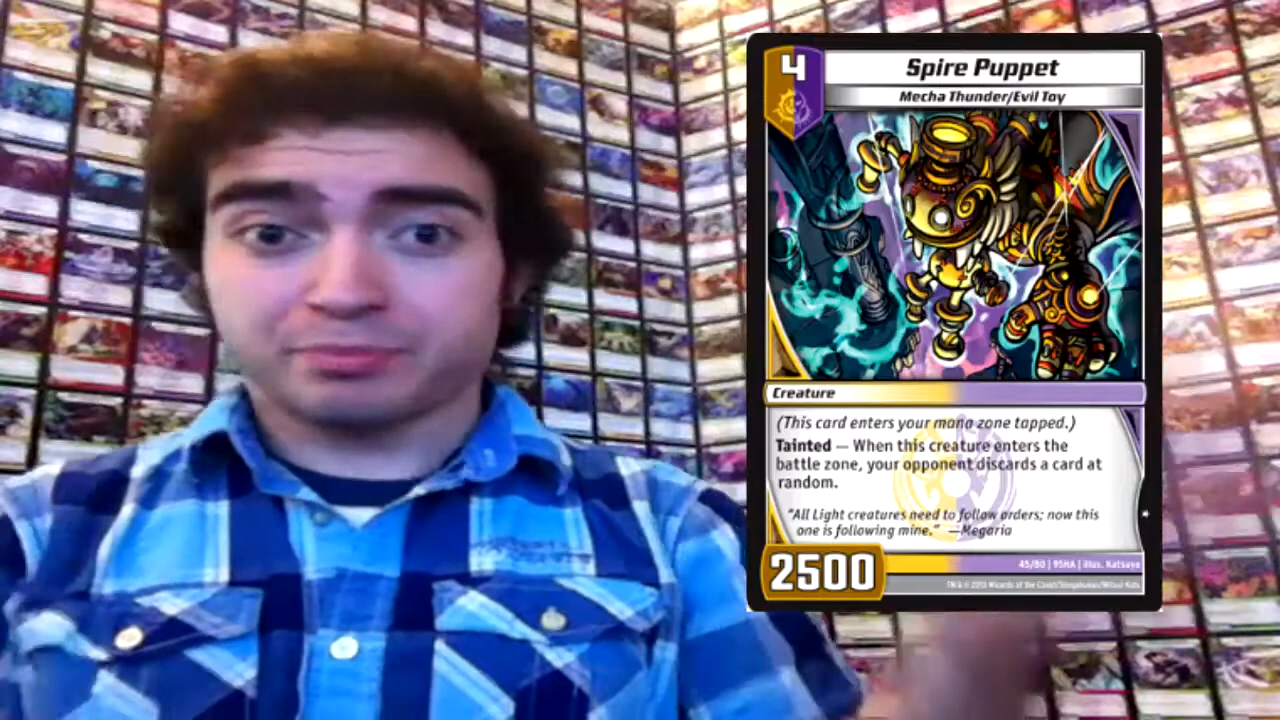 4
Spire Puppet
Mecha Thunder/Evil Toy
Creature
(This card enters your mana zone tapped.)
Tainted — When this creature enters the
battle zone, your opponent discards a card at
random.
"All Light creatures need to follow orders; now this
one is following mine." —Megaria
2500
45/80 | 95HA | illus. Katsuya